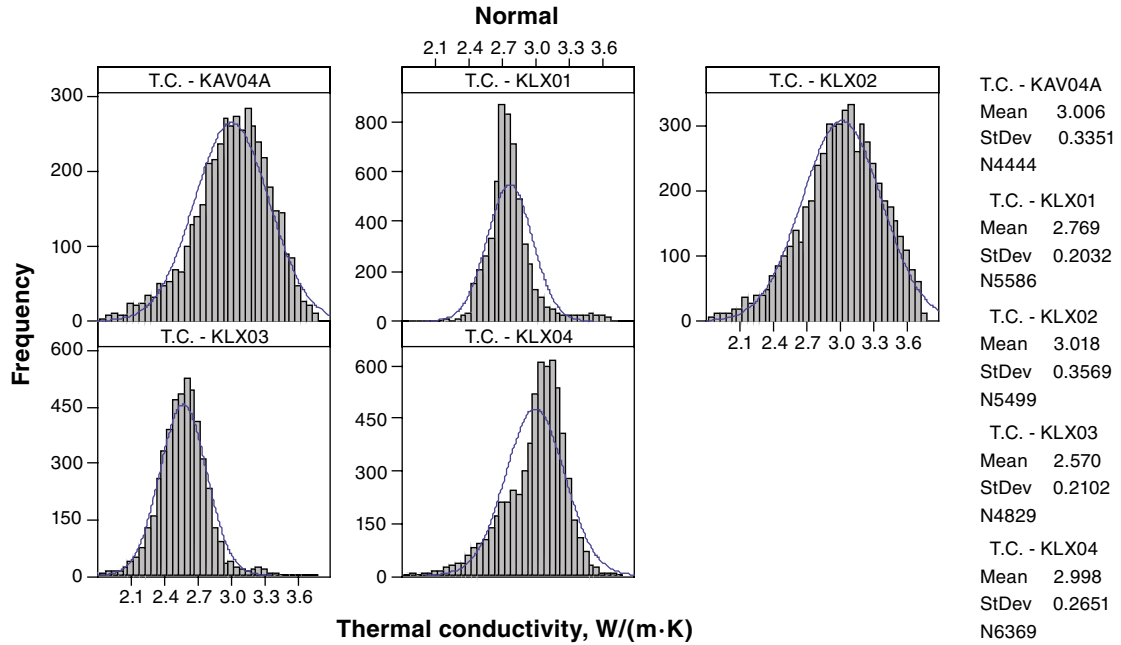 Normal
2.1 2.4 2.7 3.0 3.3 3.6
T.C. - KAV04A
T.C. - KLX01
T.C. - KLX02
300
200
100
0
800
600
400
200
0
300
200
100
0
2.1 2.4 2.7 3.0 3.3 3.6
T.C. - KLX03
T.C. - KLX04
600
450
300
150
0
600
450
300
150
0
2.1 2.4 2.7 3.0 3.3 3.6
Frequency
Thermal conductivity, W/(m·K)
T.C. - KAV04A
Mean 3.006
StDev 0.3351
N4444
T.C. - KLX01
Mean 2.769
StDev 0.2032
N5586
T.C. - KLX02
Mean 3.018
StDev 0.3569
N5499
T.C. - KLX03
Mean 2.570
StDev 0.2102
N4829
T.C. - KLX04
Mean 2.998
StDev 0.2651
N6369